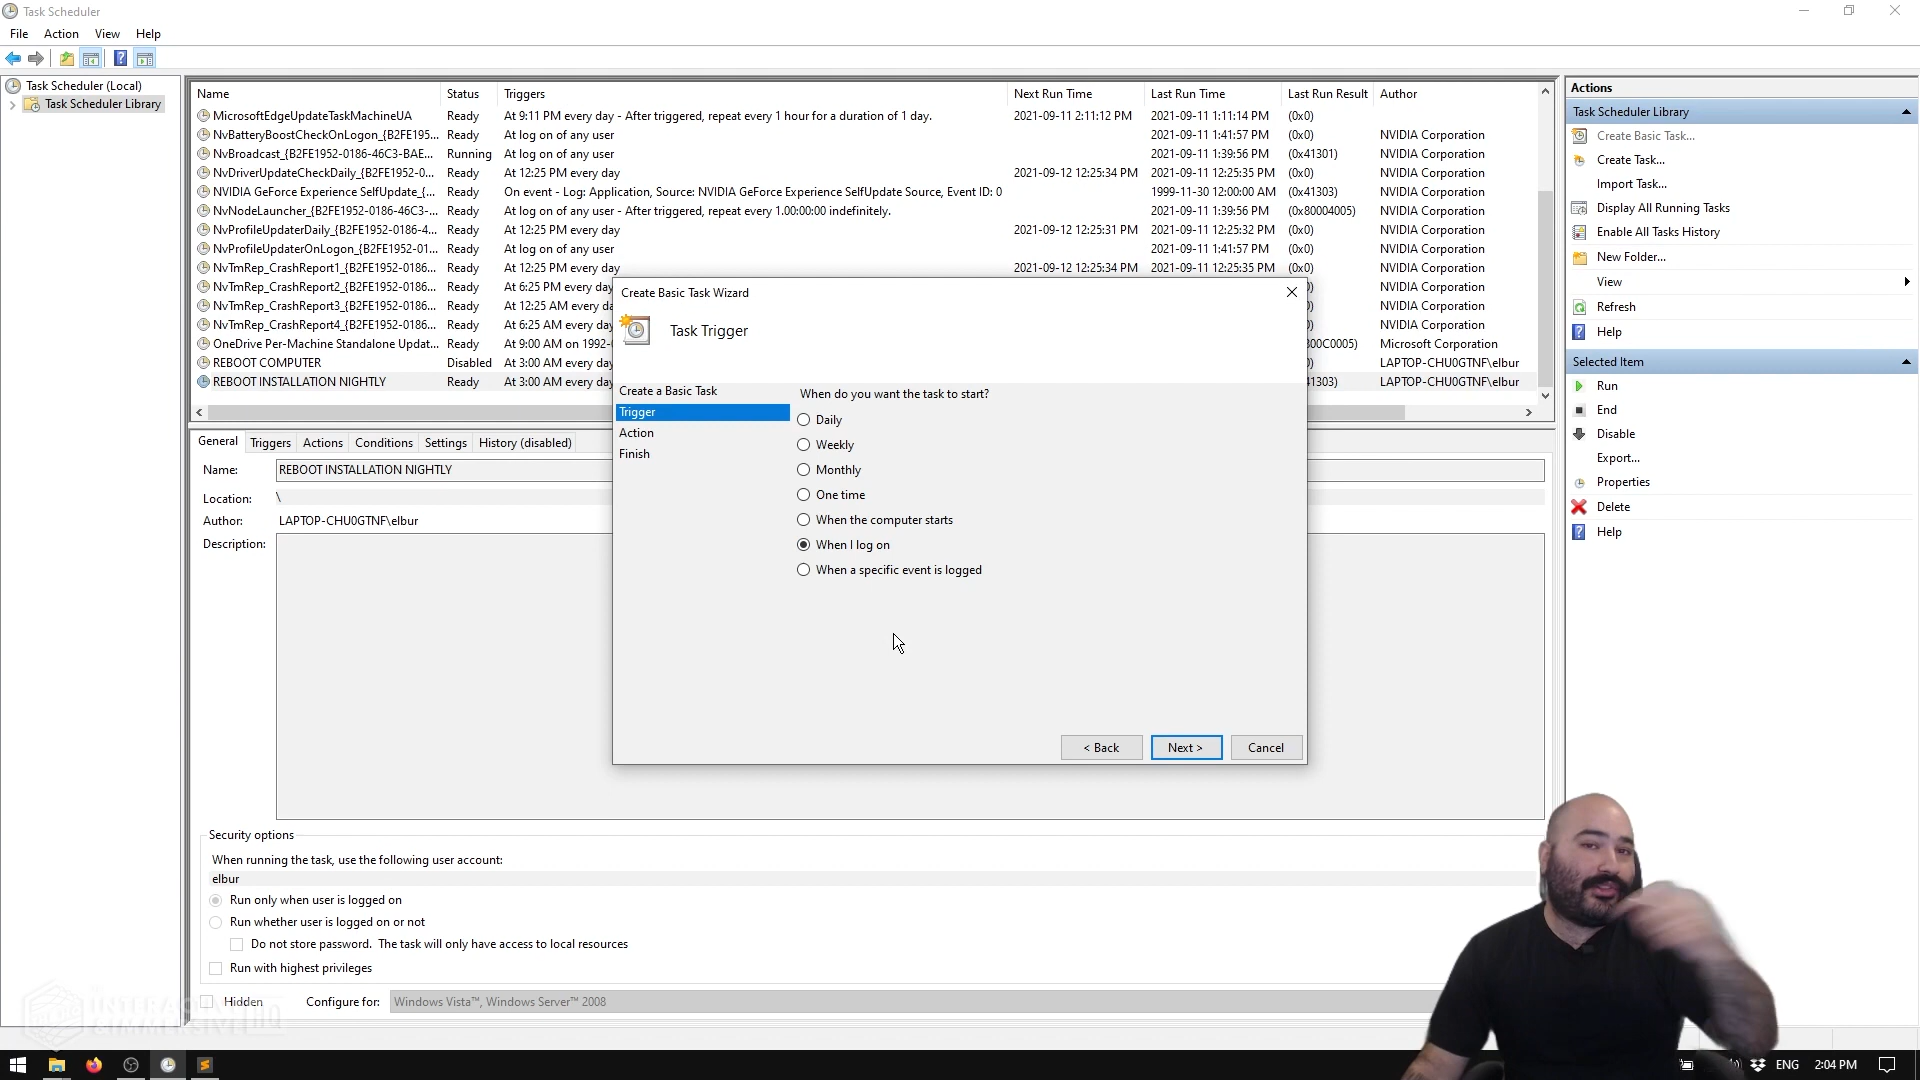 Task Scheduler
File Action View Help
Task Scheduler (Local)
Task Scheduler Library
Name Status Triggers Next Run Time Last Run Time Last Run Result Author
MicrosoftEdgeUpdateTaskMachineUA Ready At 9:11 PM every day - After triggered, repeat every 1 hour for a duration of 1 day. 2021-09-11 2:11:12 PM 2021-09-11 1:11:14 PM (0x0)
NvBatteryBoostCheckOnLogon_{B2FE195... Ready At log on of any user 2021-09-11 1:41:57 PM (0x0) NVIDIA Corporation
NvBroadcast_{B2FE1952-0186-46C3-BAE... Running At log on of any user 2021-09-11 1:39:56 PM (0x41301) NVIDIA Corporation
NvDriverUpdateCheckDaily_{B2FE1952-0... Ready At 12:25 PM every day 2021-09-12 12:25:34 PM 2021-09-11 12:25:35 PM (0x0) NVIDIA Corporation
NVIDIA GeForce Experience SelfUpdate_{... Ready On event - Log: Application, Source: NVIDIA GeForce Experience SelfUpdate Source, Event ID: 0 1999-11-30 12:00:00 AM (0x41303) NVIDIA Corporation
NvNodeLauncher_{B2FE1952-0186-46C3-... Ready At log on of any user - After triggered, repeat every 1.00:00:00 indefinitely. 2021-09-11 1:39:56 PM (0x80004005) NVIDIA Corporation
NvProfileUpdaterDaily_{B2FE1952-0186-4... Ready At 12:25 PM every day 2021-09-12 12:25:31 PM 2021-09-11 12:25:32 PM (0x0) NVIDIA Corporation
NvProfileUpdaterOnLogon_{B2FE1952-01... Ready At log on of any user 2021-09-11 1:41:57 PM (0x0) NVIDIA Corporation
NvTmRep_CrashReport1_{B2FE1952-0186... Ready At 12:25 PM every day 2021-09-12 12:25:34 PM 2021-09-11 12:25:35 PM (0x0) NVIDIA Corporation
NvTmRep_CrashReport2_{B2FE1952-0186... Ready At 6:25 PM every day 0) NVIDIA Corporation
NvTmRep_CrashReport3_{B2FE1952-0186... Ready At 12:25 AM every day 0) NVIDIA Corporation
NvTmRep_CrashReport4_{B2FE1952-0186... Ready At 6:25 AM every day 0) NVIDIA Corporation
OneDrive Per-Machine Standalone Updat... Ready At 9:00 AM on 1992-0 800C0005) Microsoft Corporation
REBOOT COMPUTER Disabled At 3:00 AM every day 0) LAPTOP-CHU0GTNF\elbur
REBOOT INSTALLATION NIGHTLY Ready At 3:00 AM every day 41303) LAPTOP-CHU0GTNF\elbur
General Triggers Actions Conditions Settings History (disabled)
Name: REBOOT INSTALLATION NIGHTLY
Location: \
Author: LAPTOP-CHU0GTNF\elbur
Description:
Security options
When running the task, use the following user account:
elbur
Run only when user is logged on
Run whether user is logged on or not
Do not store password. The task will only have access to local resources
Run with highest privileges
Hidden Configure for: Windows Vista™, Windows Server™ 2008
Create Basic Task Wizard
Task Trigger
Create a Basic Task
Trigger
Action
Finish
When do you want the task to start?
Daily
Weekly
Monthly
One time
When the computer starts
When I log on
When a specific event is logged
< Back Next > Cancel
Actions
Task Scheduler Library
Create Basic Task...
Create Task...
Import Task...
Display All Running Tasks
Enable All Tasks History
New Folder...
View
Refresh
Help
Selected Item
Run
End
Disable
Export...
Properties
Delete
Help
ENG 2:04 PM